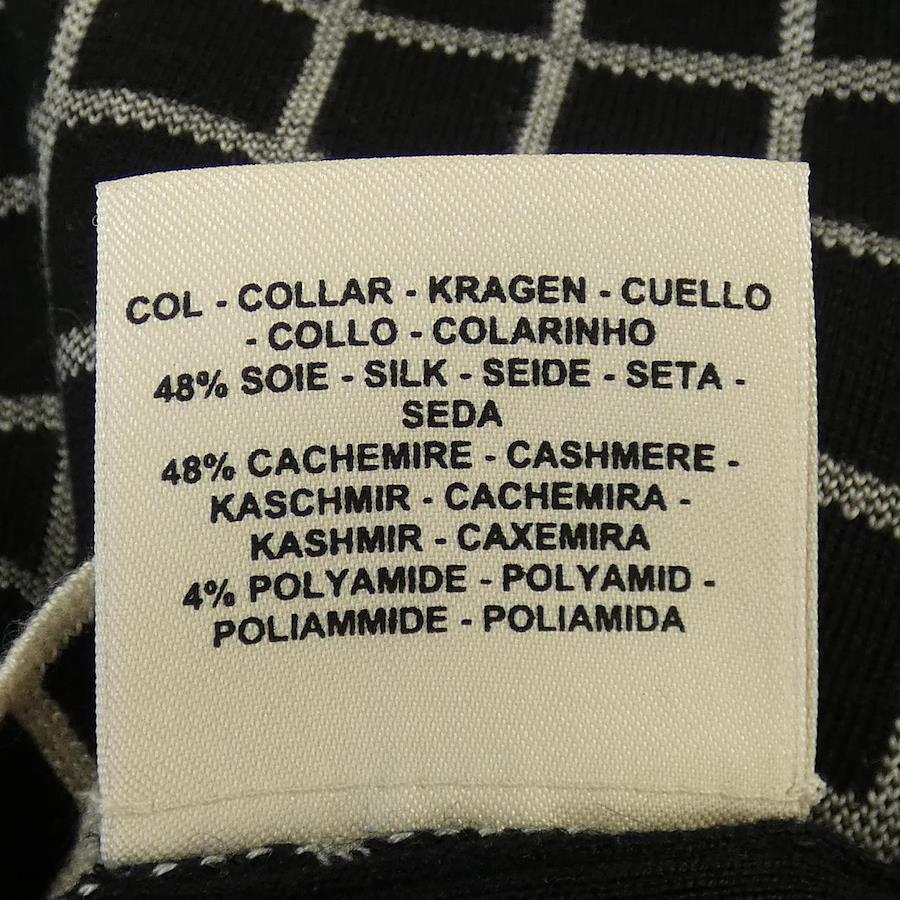 COL - COLLAR - KRAGEN - CUELLO
- COLLO - COLARINHO
48% SOIE - SILK - SEIDE - SETA -
SEDA
48% CACHEMIRE - CASHMERE -
KASCHMIR - CACHEMIRA -
KASHMIR - CAXEMIRA
4% POLYAMIDE - POLYAMID -
POLIAMMIDE - POLIAMIDA